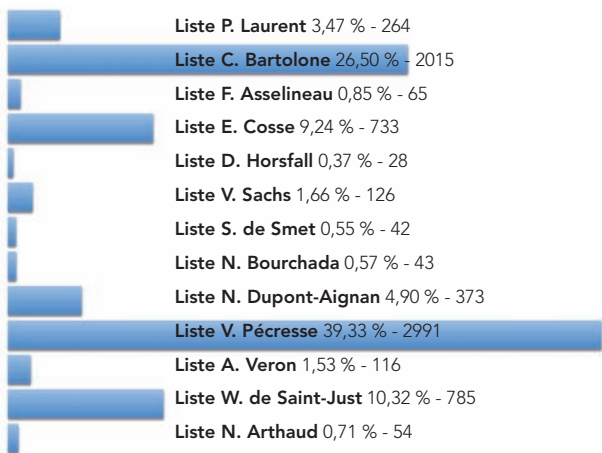 Liste P. Laurent 3,47 % - 264
Liste C. Bartolone 26,50 % - 2015
Liste F. Asselineau 0,85 % - 65
Liste E. Cosse 9,24 % - 733
Liste D. Horsfall 0,37 % - 28
Liste V. Sachs 1,66 % - 126
Liste S. de Smet 0,55 % - 42
Liste N. Bourchada 0,57 % - 43
Liste N. Dupont-Aignan 4,90 % - 373
Liste V. Pécresse 39,33 % - 2991
Liste A. Veron 1,53 % - 116
Liste W. de Saint-Just 10,32 % - 785
Liste N. Arthaud 0,71 % - 54